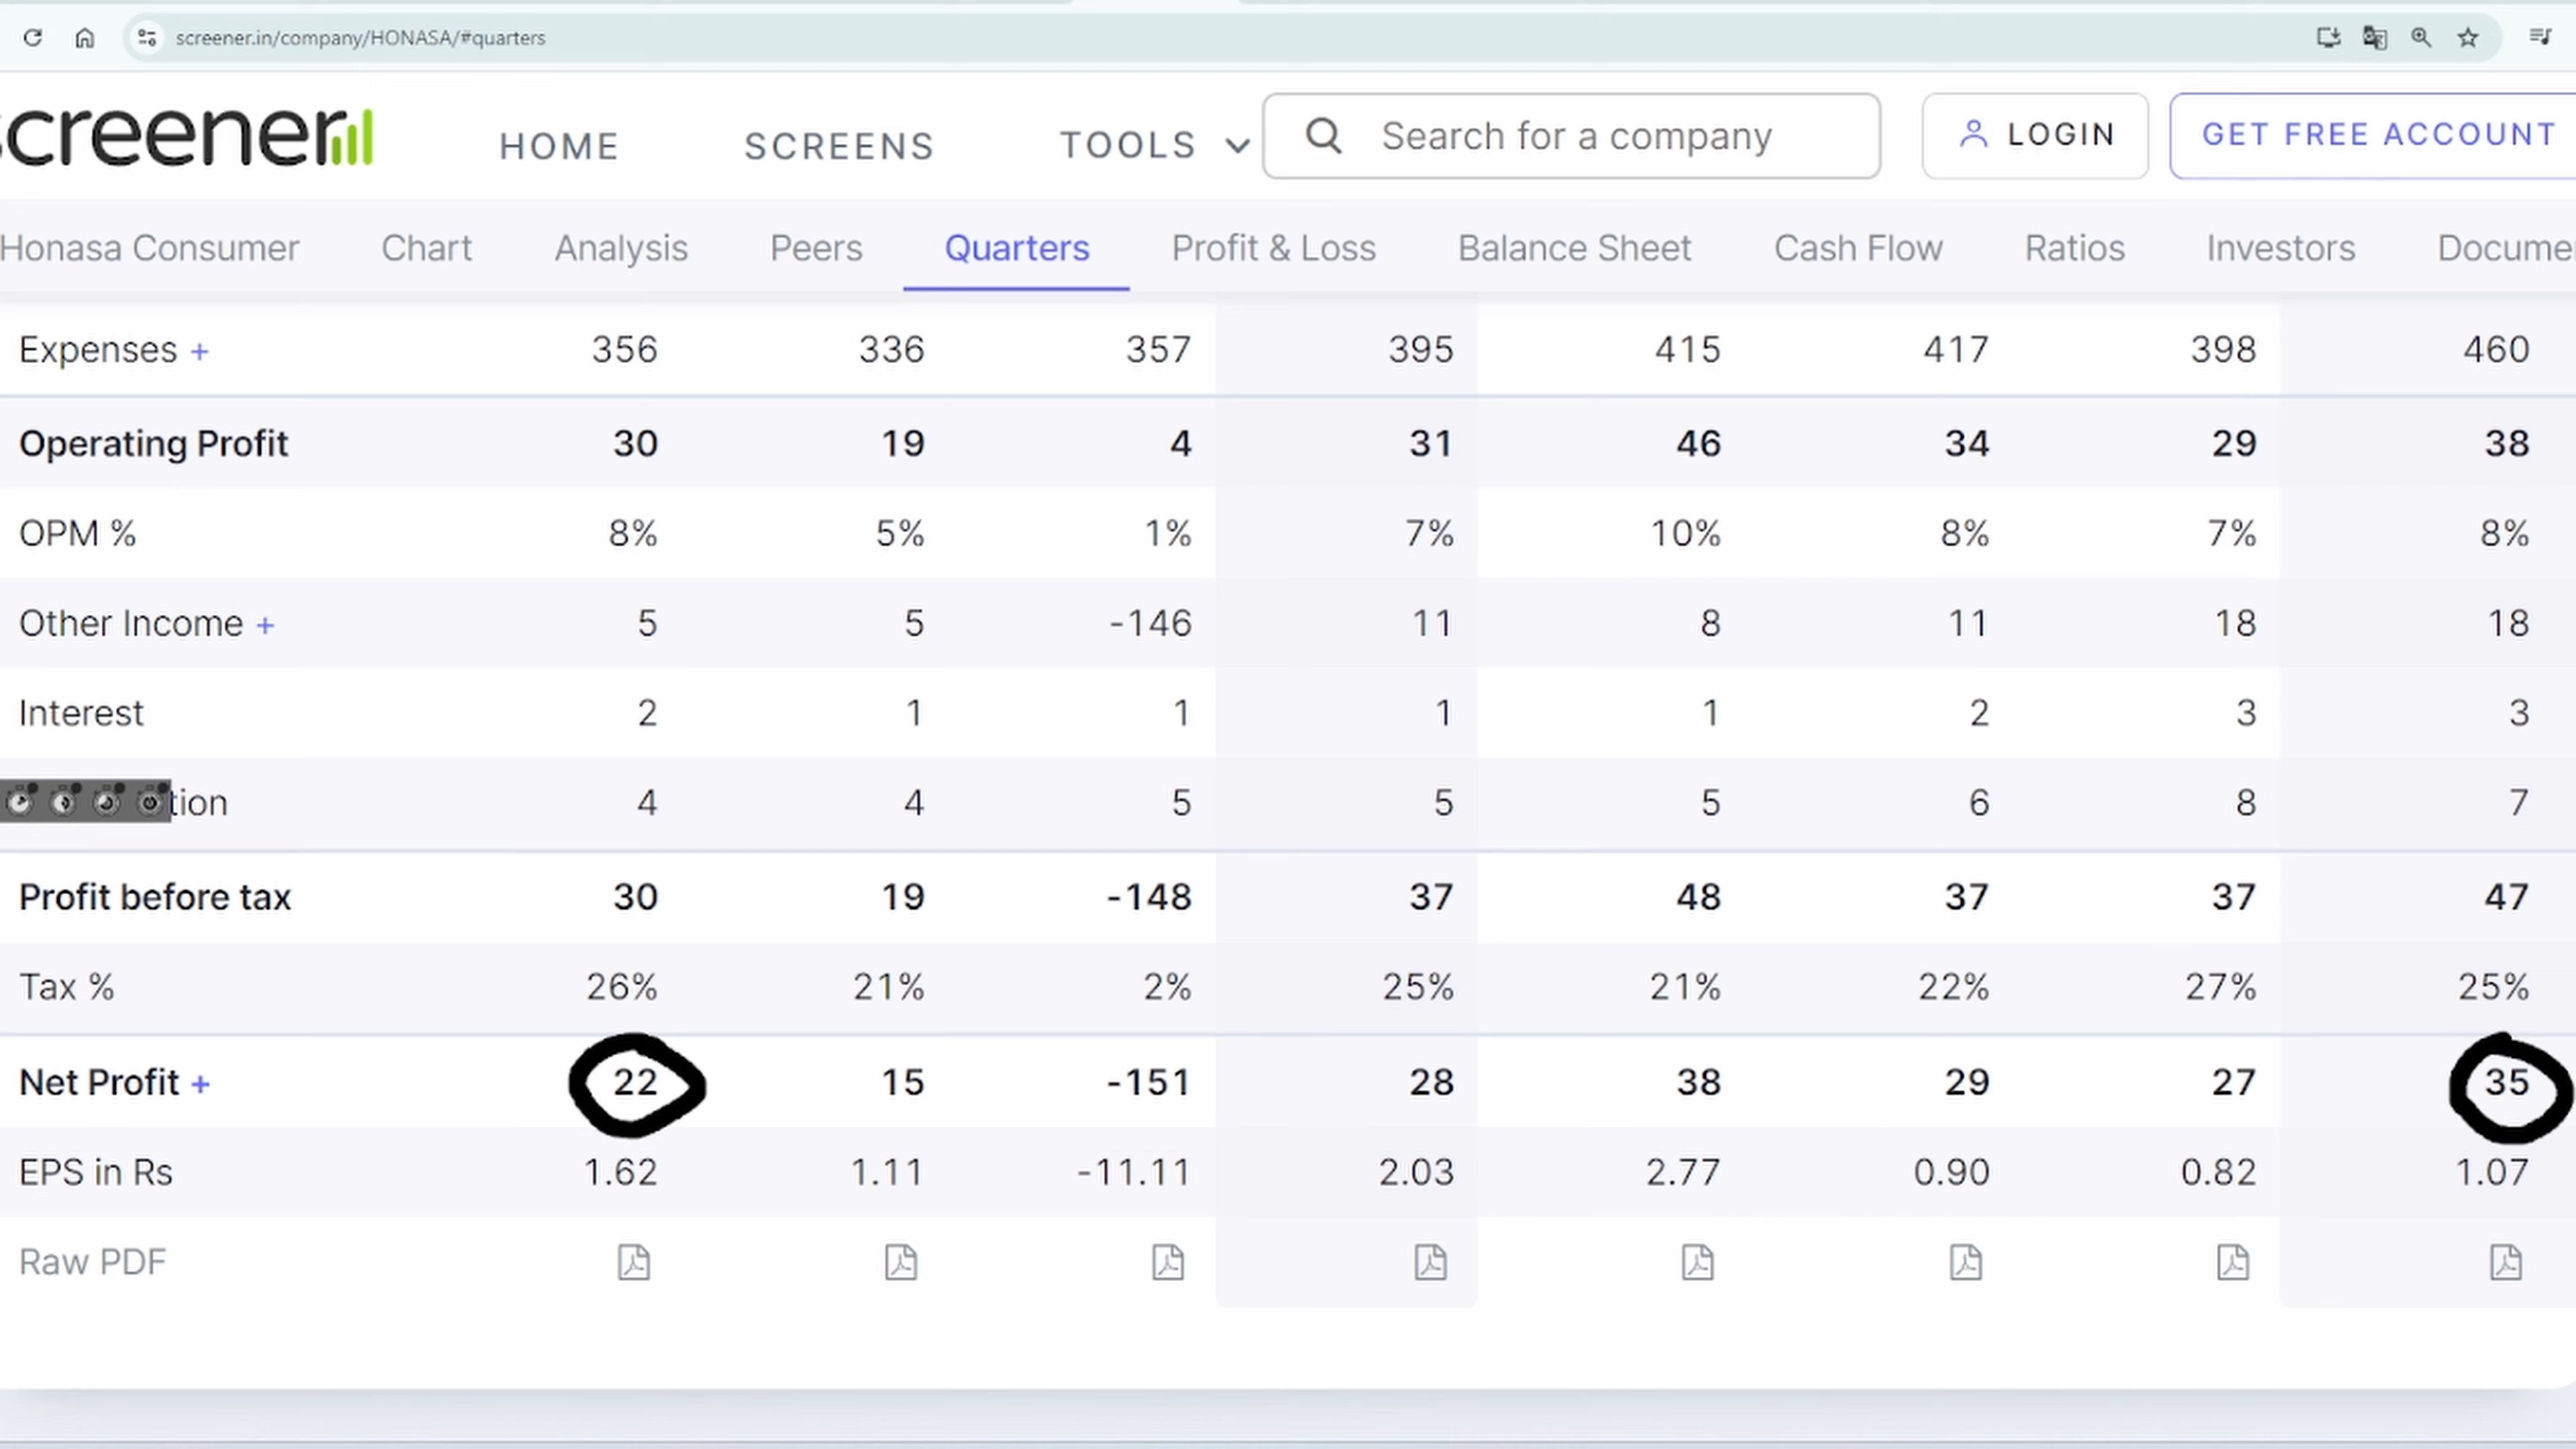 screener.in/company/HONASA/#quarters
screener HOME SCREENS TOOLS Search for a company LOGIN GET FREE ACCOUNT
Honasa Consumer Chart Analysis Peers Quarters Profit & Loss Balance Sheet Cash Flow Ratios Investors Docume
Expenses + 356 336 357 395 415 417 398 460
Operating Profit 30 19 4 31 46 34 29 38
OPM % 8% 5% 1% 7% 10% 8% 7% 8%
Other Income + 5 5 -146 11 8 11 18 18
Interest 2 1 1 1 1 2 3 3
tion 4 4 5 5 5 6 8 7
Profit before tax 30 19 -148 37 48 37 37 47
Tax % 26% 21% 2% 25% 21% 22% 27% 25%
Net Profit + 22 15 -151 28 38 29 27 35
EPS in Rs 1.62 1.11 -11.11 2.03 2.77 0.90 0.82 1.07
Raw PDF